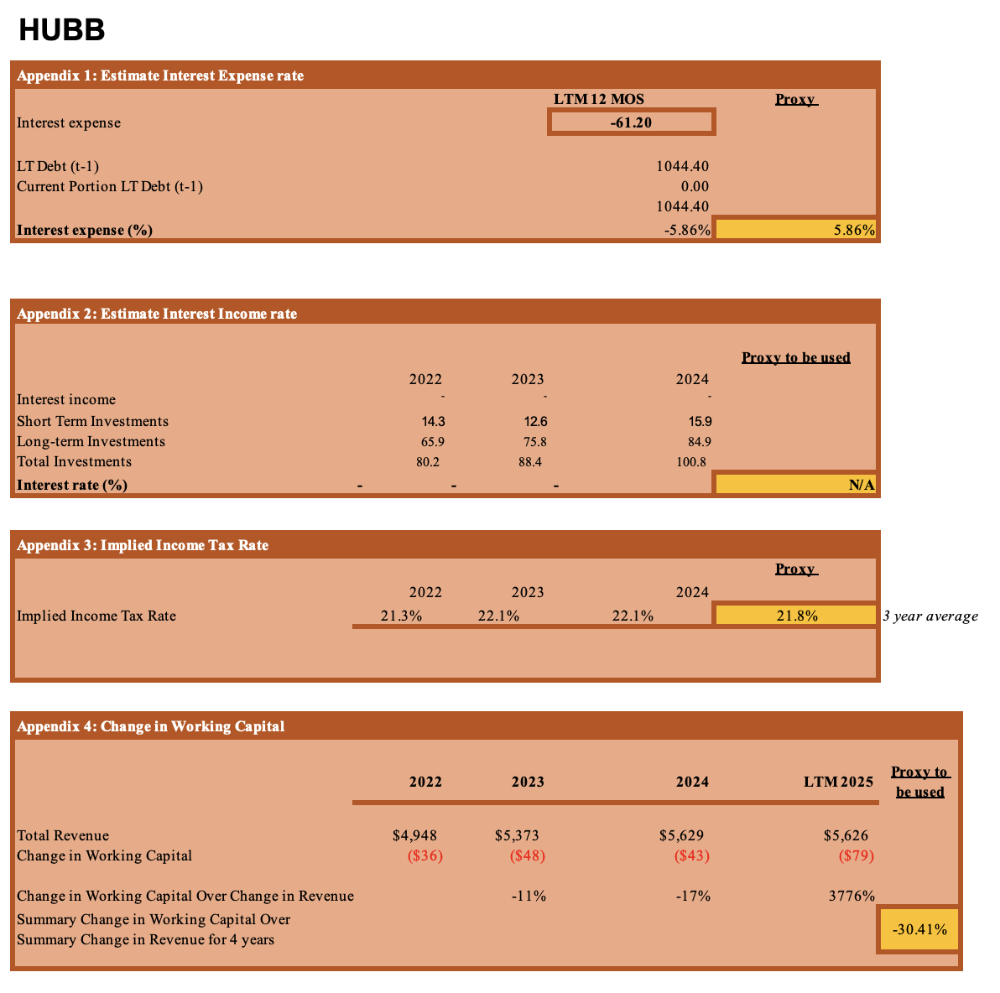 HUBB
Appendix 1: Estimate Interest Expense rate
LTM 12 MOS Proxy
Interest expense -61.20
LT Debt (t-1) 1044.40
Current Portion LT Debt (t-1) 0.00
1044.40
Interest expense (%) -5.86% 5.86%
Appendix 2: Estimate Interest Income rate
Proxy to be used
2022 2023 2024
Interest income - - -
Short Term Investments 14.3 12.6 15.9
Long-term Investments 65.9 75.8 84.9
Total Investments 80.2 88.4 100.8
Interest rate (%) - - - N/A
Appendix 3: Implied Income Tax Rate
Proxy
2022 2023 2024
Implied Income Tax Rate 21.3% 22.1% 22.1% 21.8% 3 year average
Appendix 4: Change in Working Capital
Proxy to
be used
2022 2023 2024 LTM 2025
Total Revenue $4,948 $5,373 $5,629 $5,626
Change in Working Capital ($36) ($48) ($43) ($79)
Change in Working Capital Over Change in Revenue -11% -17% 3776%
Summary Change in Working Capital Over
Summary Change in Revenue for 4 years -30.41%